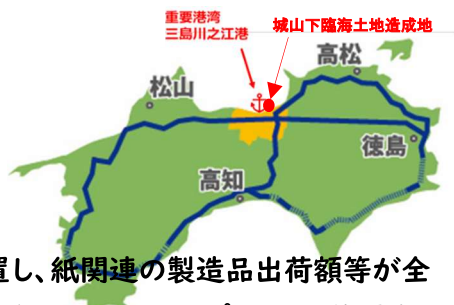 重要港湾
三島川之江港
城山下臨海土地造成地
高松
松山
徳島
高知
置し、紙関連の製造品出荷額等が全